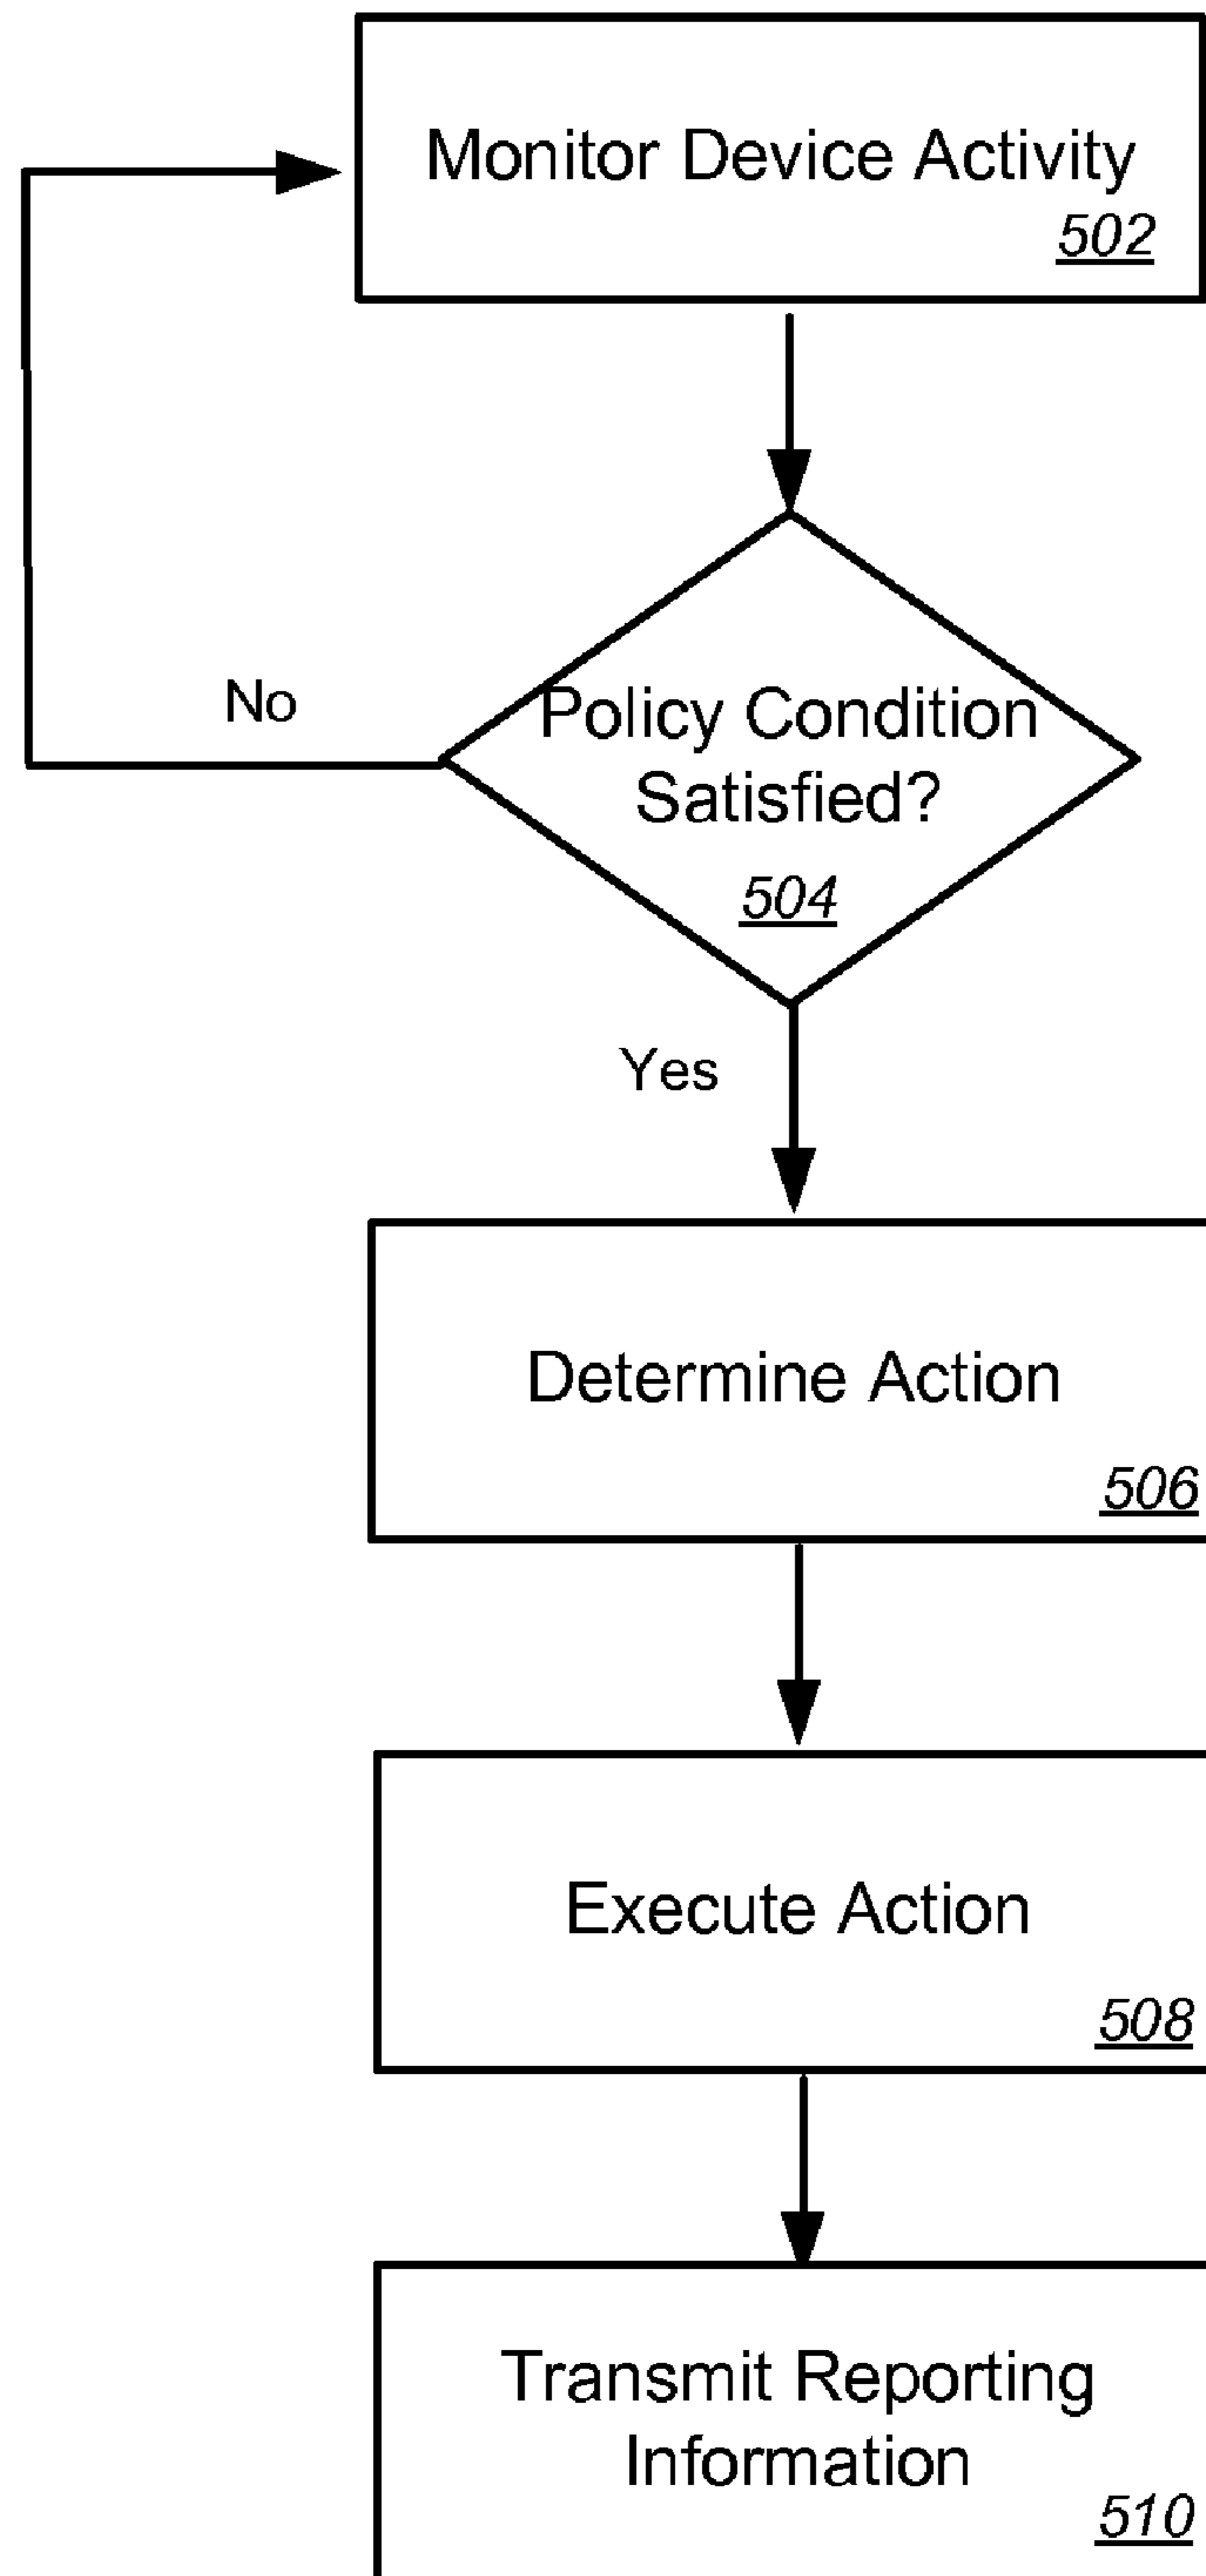 Monitor Device Activity
502
No
Policy Condition
Satisfied?
504
Yes
Determine Action
506
Execute Action
508
Transmit Reporting
Information
510